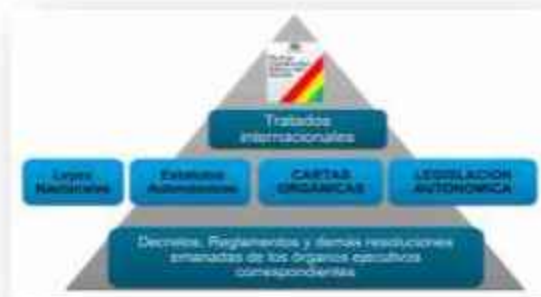 Tratados
internacionales
Leyes
Nacionales
Estatutos
Autonómicos
CARTAS
ORGÁNICAS
LEGISLACIÓN
AUTONÓMICA
Decretos, Reglamentos y demás resoluciones
emanadas de los órganos ejecutivos
correspondientes